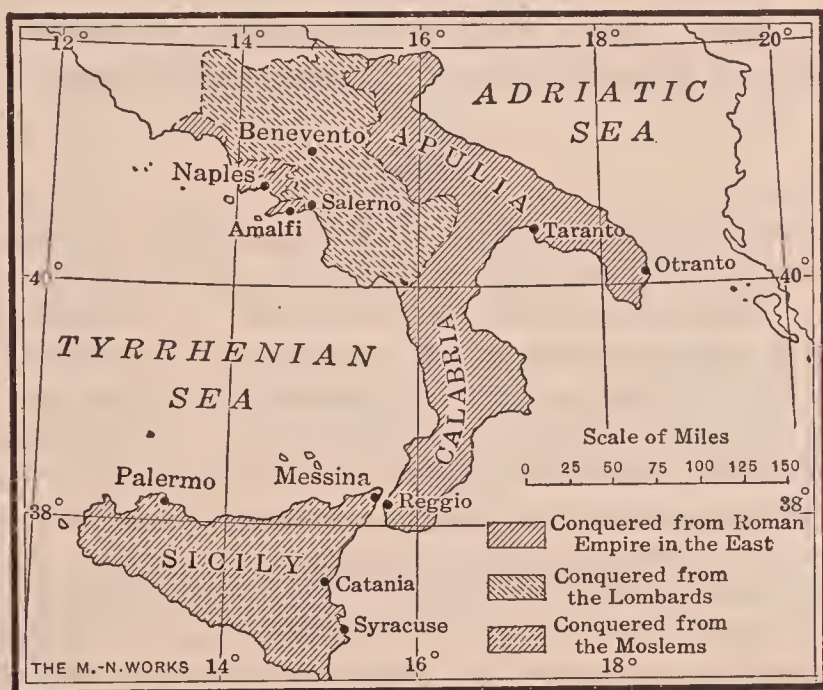 12° 14° 16° 18° 20°
ADRIATIC
SEA
Benevento
APULIA
Naples
Salerno
Amalfi
Taranto
Otranto
40° 40°
TYRRHENIAN
SEA
CALABRIA
Scale of Miles
0 25 50 75 100 125 150
Palermo
Messina
Reggio
38° 38°
SICILY
Conquered from Roman
Empire in the East
Catania
Conquered from
the Lombards
Syracuse
Conquered from
the Moslems
THE M.-N. WORKS 14° 16° 18°